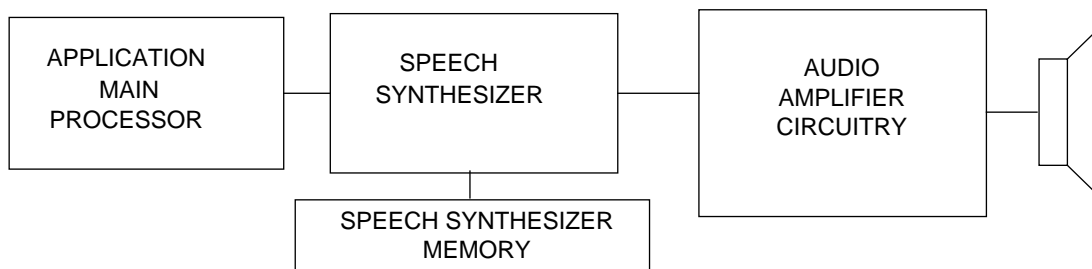 APPLICATION
MAIN
PROCESSOR
SPEECH
SYNTHESIZER
AUDIO
AMPLIFIER
CIRCUITRY
SPEECH SYNTHESIZER
MEMORY